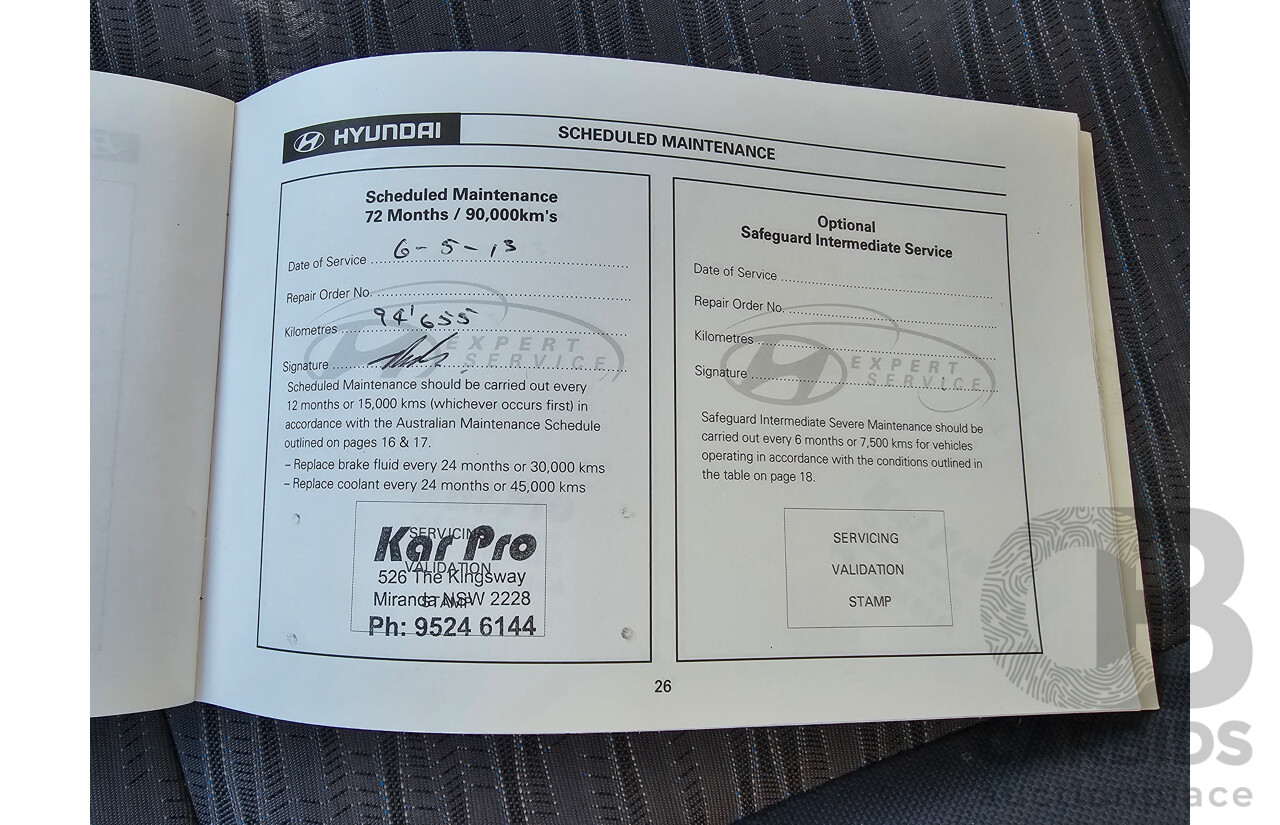 HYUNDAI
SCHEDULED MAINTENANCE
Scheduled Maintenance
72 Months / 90,000km's
Date of Service 6 - 5 - 13
Repair Order No.
Kilometres 94'655
Signature
EXPERT
SERVICE
Scheduled Maintenance should be carried out every
12 months or 15,000 kms (whichever occurs first) in
accordance with the Australian Maintenance Schedule
outlined on pages 16 & 17.
– Replace brake fluid every 24 months or 30,000 kms
– Replace coolant every 24 months or 45,000 kms
SERVICING
Kar Pro
VALIDATION
526 The Kingsway
STAMP
Miranda NSW 2228
Ph: 9524 6144
Optional
Safeguard Intermediate Service
Date of Service
Repair Order No.
Kilometres
Signature
EXPERT
SERVICE
Safeguard Intermediate Severe Maintenance should be
carried out every 6 months or 7,500 kms for vehicles
operating in accordance with the conditions outlined in
the table on page 18.
SERVICING
VALIDATION
STAMP
26